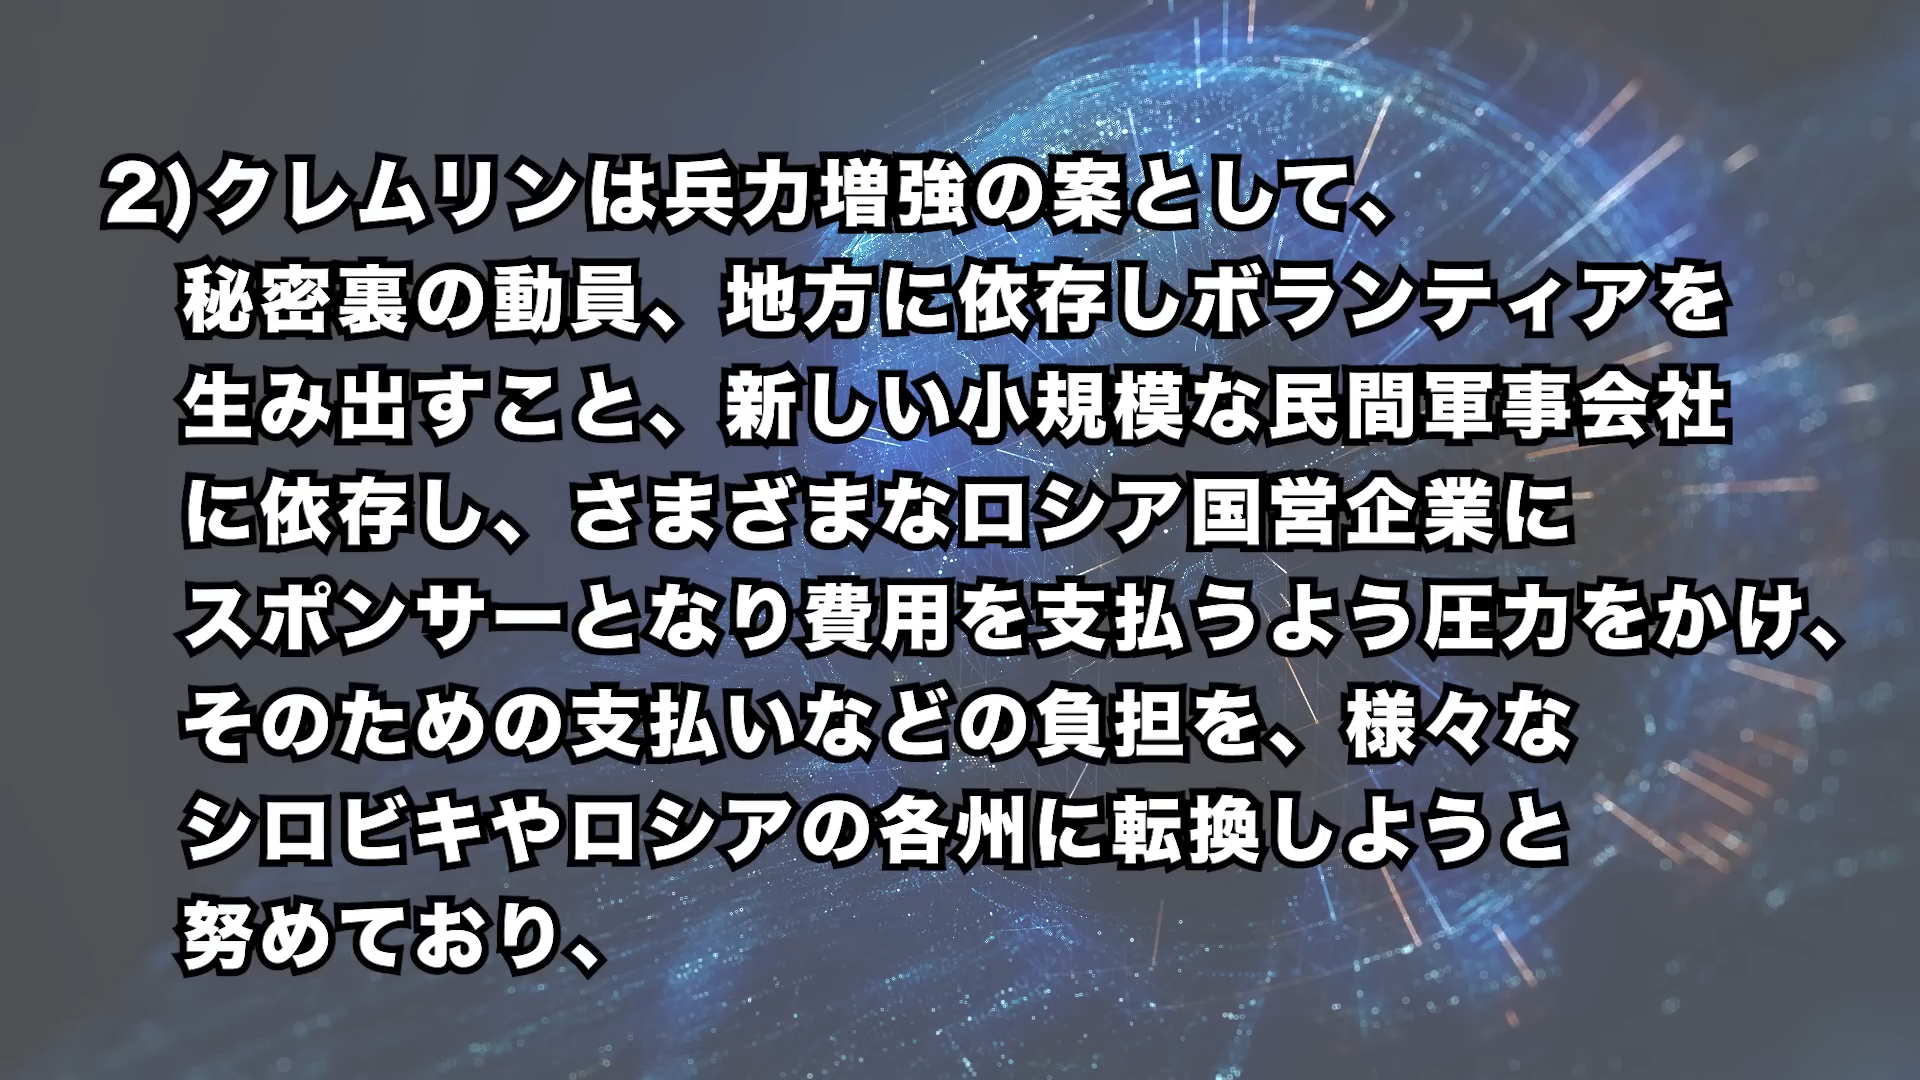 2)クレムリンは兵力増強の案として、
秘密裏の動員、地方に依存しボランティアを
生み出すこと、新しい小規模な民間軍事会社
に依存し、さまざまなロシア国営企業に
スポンサーとなり費用を支払うよう圧力をかけ、
そのための支払いなどの負担を、様々な
シロビキやロシアの各州に転換しようと
努めており、